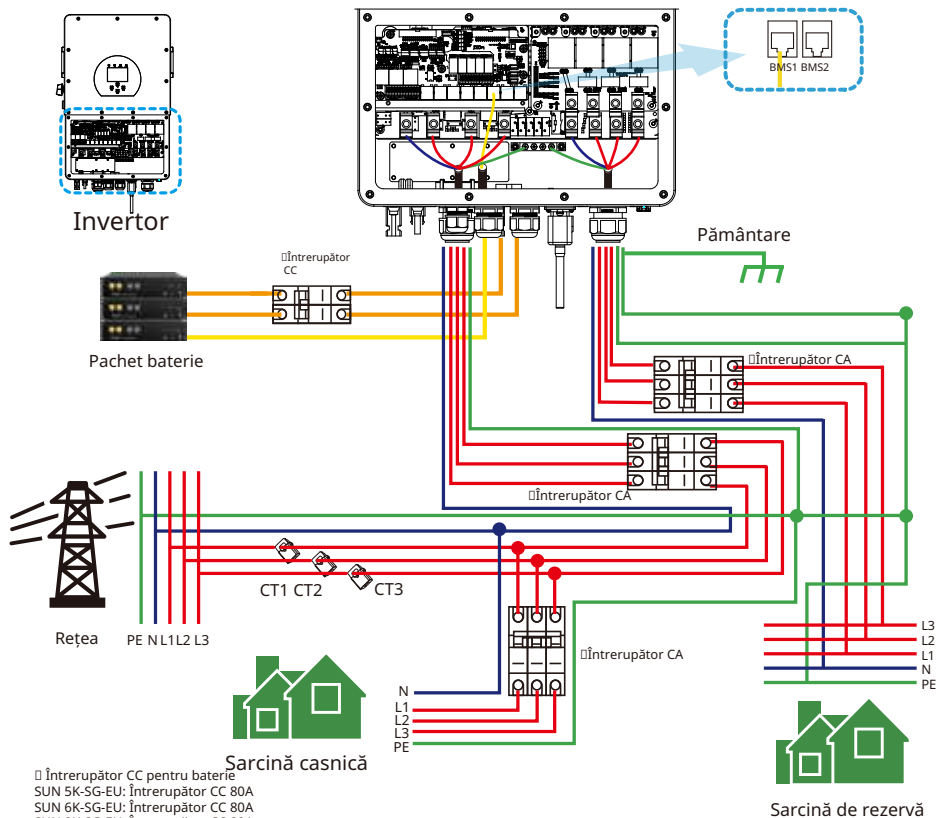 BMS1 BMS2
Invertor
Pământare
Întrerupător
CC
Pachet baterie
Întrerupător CA
Întrerupător CA
CT1 CT2 CT3
Rețea
PE N L1 L2 L3
Întrerupător CA
L3
L2
L1
N
PE
N
L1
L2
L3
PE
Sarcină casnică
Sarcină de rezervă
Întrerupător CC pentru baterie
SUN 5K-SG-EU: Întrerupător CC 80A
SUN 6K-SG-EU: Întrerupător CC 80A